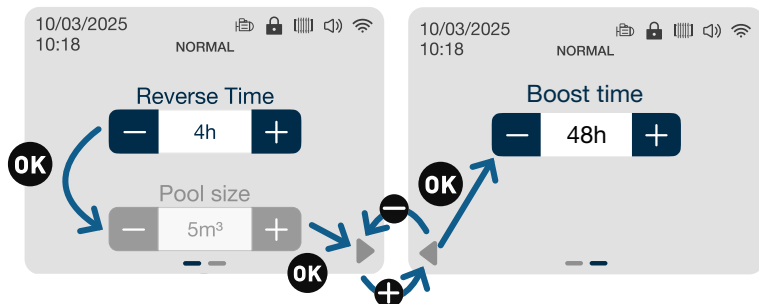 10/03/2025
10:18
NORMAL
Reverse Time
− 4h +
OK
Pool size
− 5m³ +
OK
10/03/2025
10:18
NORMAL
Boost time
− 48h +
OK
−
+